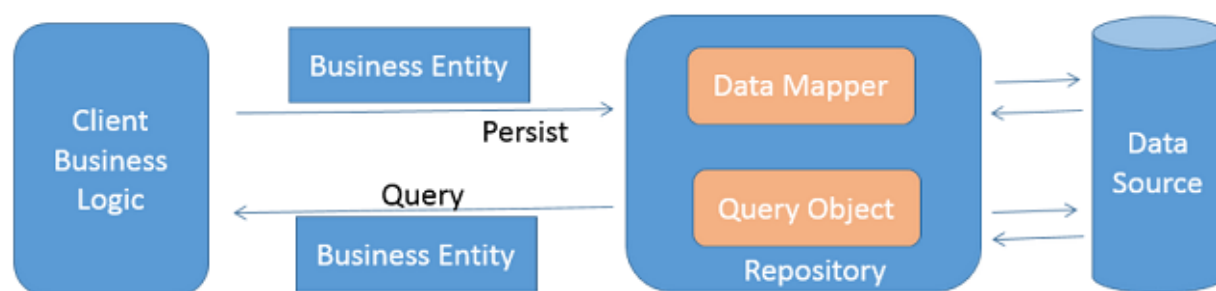 Client
Business
Logic
Business Entity
Persist
Query
Business Entity
Data Mapper
Query Object
Repository
Data
Source